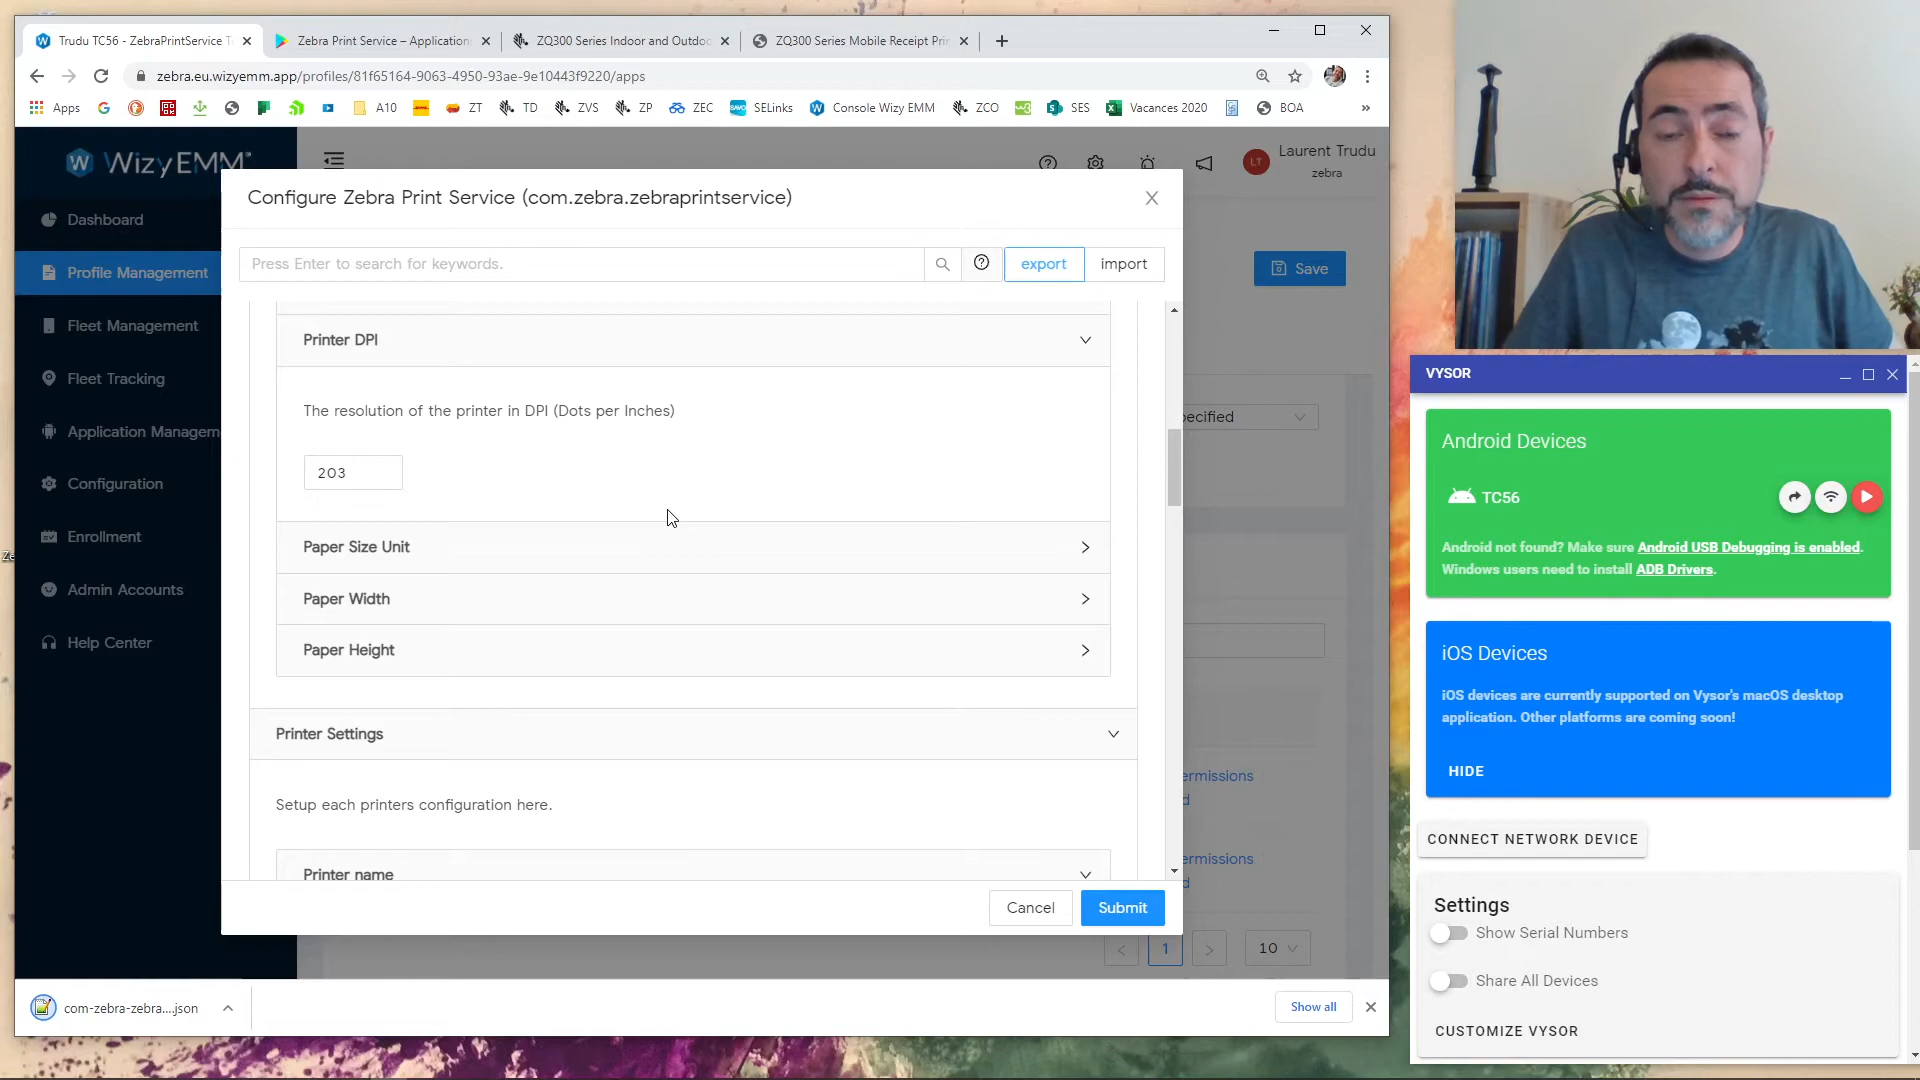 Trudu TC56 - ZebraPrintService T
Zebra Print Service – Application
ZQ300 Series Indoor and Outdo
ZQ300 Series Mobile Receipt Pri
zebra.eu.wizyemm.app/profiles/81f65164-9063-4950-93ae-9e10443f9220/apps
Apps
A10
ZT
TD
ZVS
ZP
ZEC
SELinks
Console Wizy EMM
ZCO
SES
Vacances 2020
BOA
»
W WizyEMM
Laurent Trudu
LT
zebra
Dashboard
Profile Management
Fleet Management
Fleet Tracking
Application Managem
Configuration
Enrollment
Admin Accounts
Help Center
Save
Configure Zebra Print Service (com.zebra.zebraprintservice)
Press Enter to search for keywords.
export
import
Printer DPI
The resolution of the printer in DPI (Dots per Inches)
203
Paper Size Unit
Paper Width
Paper Height
Printer Settings
Setup each printers configuration here.
Printer name
Cancel
Submit
ecified
ermissions
d
ermissions
d
1
10
com-zebra-zebra....json
Show all
Ze
VYSOR
Android Devices
TC56
Android not found? Make sure Android USB Debugging is enabled.
Windows users need to install ADB Drivers.
iOS Devices
iOS devices are currently supported on Vysor's macOS desktop
application. Other platforms are coming soon!
HIDE
CONNECT NETWORK DEVICE
Settings
Show Serial Numbers
Share All Devices
CUSTOMIZE VYSOR